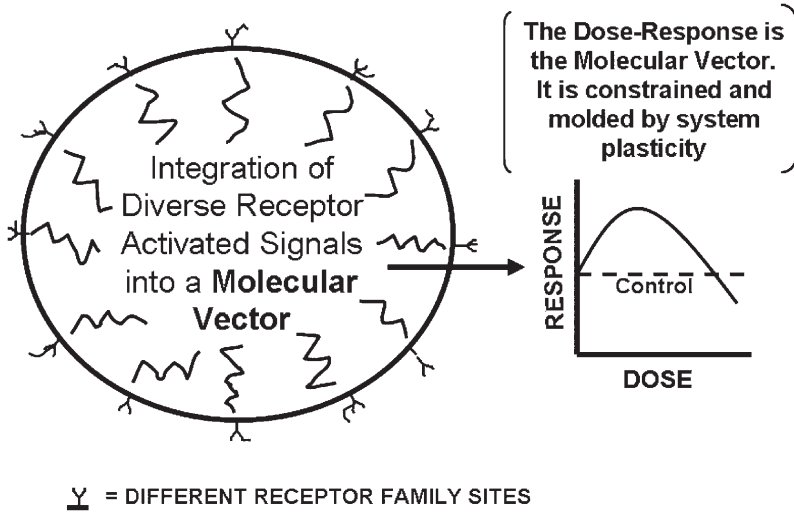 The Dose-Response is
the Molecular Vector.
It is constrained and
molded by system
plasticity
Integration of
Diverse Receptor
Activated Signals
into a Molecular
Vector
RESPONSE
Control
DOSE
= DIFFERENT RECEPTOR FAMILY SITES